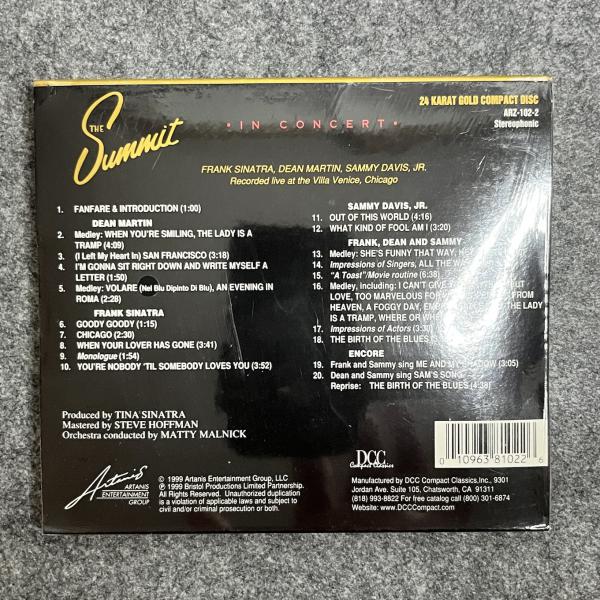 THE
Summit
• IN CONCERT •
24 KARAT GOLD COMPACT DISC
ARZ-102-2
Stereophonic
FRANK SINATRA, DEAN MARTIN, SAMMY DAVIS, JR.
Recorded live at the Villa Venice, Chicago
1. FANFARE & INTRODUCTION (1:00)
DEAN MARTIN
2. Medley: WHEN YOU'RE SMILING, THE LADY IS A
TRAMP (4:09)
3. (I Left My Heart In) SAN FRANCISCO (3:18)
4. I'M GONNA SIT RIGHT DOWN AND WRITE MYSELF A
LETTER (1:50)
5. Medley: VOLARE (Nel Blu Dipinto Di Blu), AN EVENING IN
ROMA (2:28)
FRANK SINATRA
6. GOODY GOODY (1:15)
7. CHICAGO (2:30)
8. WHEN YOUR LOVER HAS GONE (3:41)
9. Monologue (1:54)
10. YOU'RE NOBODY 'TIL SOMEBODY LOVES YOU (3:52)
SAMMY DAVIS, JR.
11. OUT OF THIS WORLD (4:16)
12. WHAT KIND OF FOOL AM I (3:20)
FRANK, DEAN AND SAMMY
13. Medley: SHE'S FUNNY THAT WAY,
14. Impressions of Singers, ALL THE
15. "A Toast"/Movie routine (6:38)
16. Medley, including: I CAN'T GIVE
LOVE, TOO MARVELOUS FOR FROM
HEAVEN, A FOGGY DAY, THE LADY
IS A TRAMP, WHERE OR
17. Impressions of Actors
18. THE BIRTH OF THE BLUES
ENCORE
19. Frank and Sammy sing ME AND MY SHADOW (3:05)
20. Dean and Sammy sing SAM'S SONG
Reprise: THE BIRTH OF THE BLUES (4:38)
Produced by TINA SINATRA
Mastered by STEVE HOFFMAN
Orchestra conducted by MATTY MALNICK
Artanis
ARTANIS
ENTERTAINMENT
GROUP
© 1999 Artanis Entertainment Group, LLC
℗ 1999 Bristol Productions Limited Partnership.
All Rights Reserved. Unauthorized duplication
is a violation of applicable laws and subject to
civil and/or criminal prosecution or both.
DCC
Compact Classics
Manufactured by DCC Compact Classics, Inc., 9301
Jordan Ave. Suite 105, Chatsworth, CA 91311
(818) 993-8822 For free catalog call (800) 301-6874
Website: www.DCCCompact.com
0 10963 81022 6